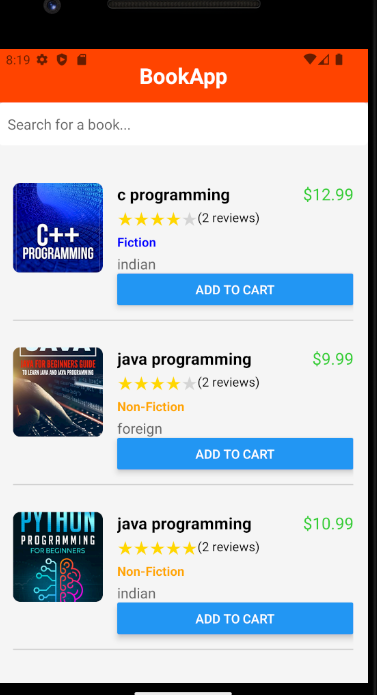 8:19
BookApp
Search for a book...
C++
PROGRAMMING
c programming
$12.99
(2 reviews)
Fiction
indian
ADD TO CART
JAVA
FOR BEGINNERS GUIDE
TO LEARN JAVA AND JAVA PROGRAMMING
java programming
$9.99
(2 reviews)
Non-Fiction
foreign
ADD TO CART
PYTHON
PROGRAMMING
FOR BEGINNERS
java programming
$10.99
(2 reviews)
Non-Fiction
indian
ADD TO CART